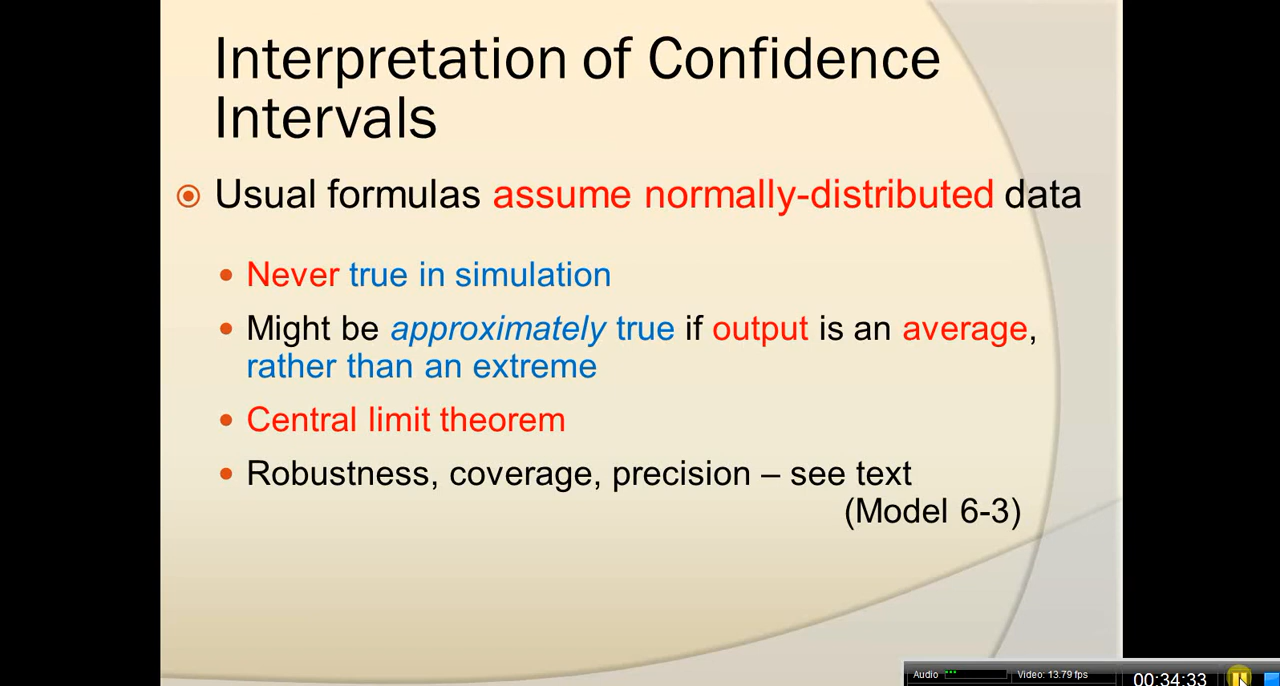 Interpretation of Confidence
Intervals
Usual formulas assume normally-distributed data
Never true in simulation
Might be approximately true if output is an average,
rather than an extreme
Central limit theorem
Robustness, coverage, precision – see text
(Model 6-3)
Audio
Video: 13.79 fps
00:34:33